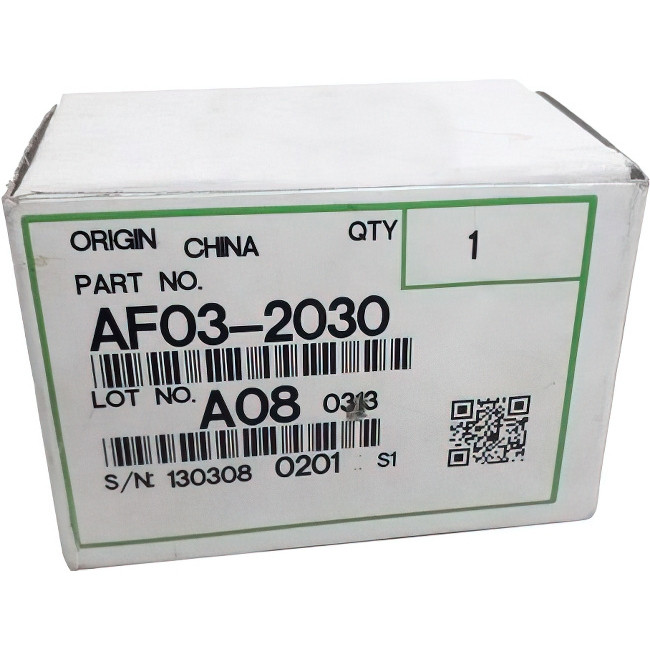 ORIGIN CHINA QTY 1
PART NO.
AF03-2030
LOT NO. A08 0313
S/N: 130308 0201 S1